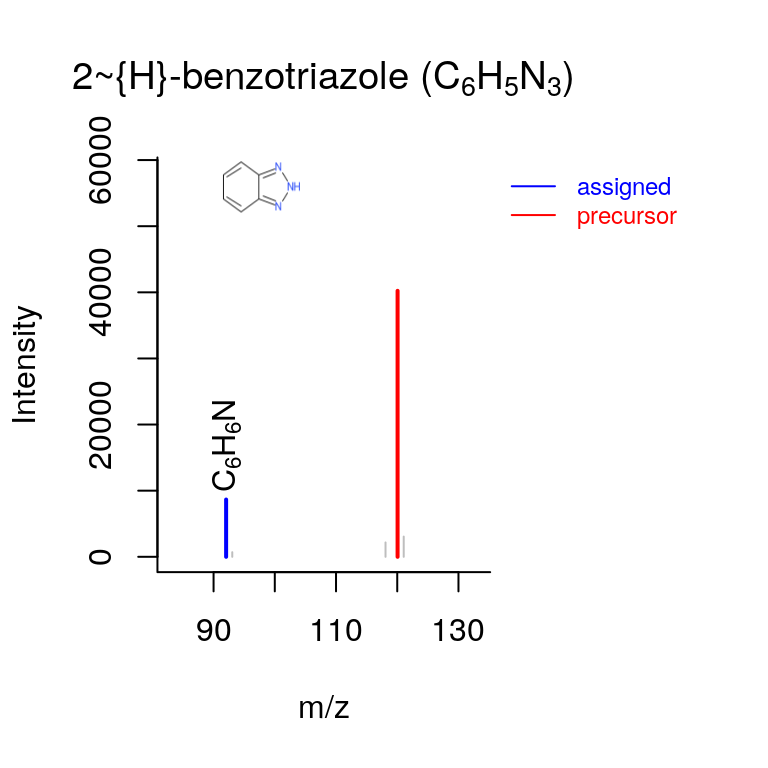 2~{H}-benzotriazole (C₆H₅N₃)
N
NH
N
assigned
precursor
Intensity
60000
40000
20000
0
C₆H₆N
90 110 130
m/z